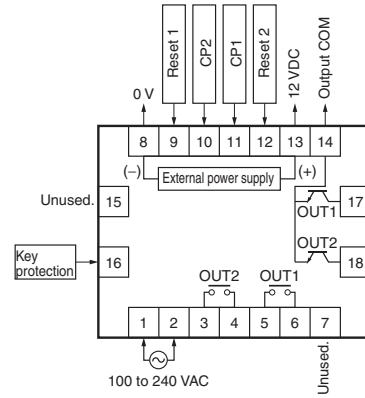 Reset 1
CP2
CP1
Reset 2
12 VDC
Output COM
0 V
8 9 10 11 12 13 14
(−) External power supply (+)
Unused. 15
OUT1 17
Key protection
16
OUT2 18
OUT2 OUT1
1 2 3 4 5 6 7
Unused.
100 to 240 VAC